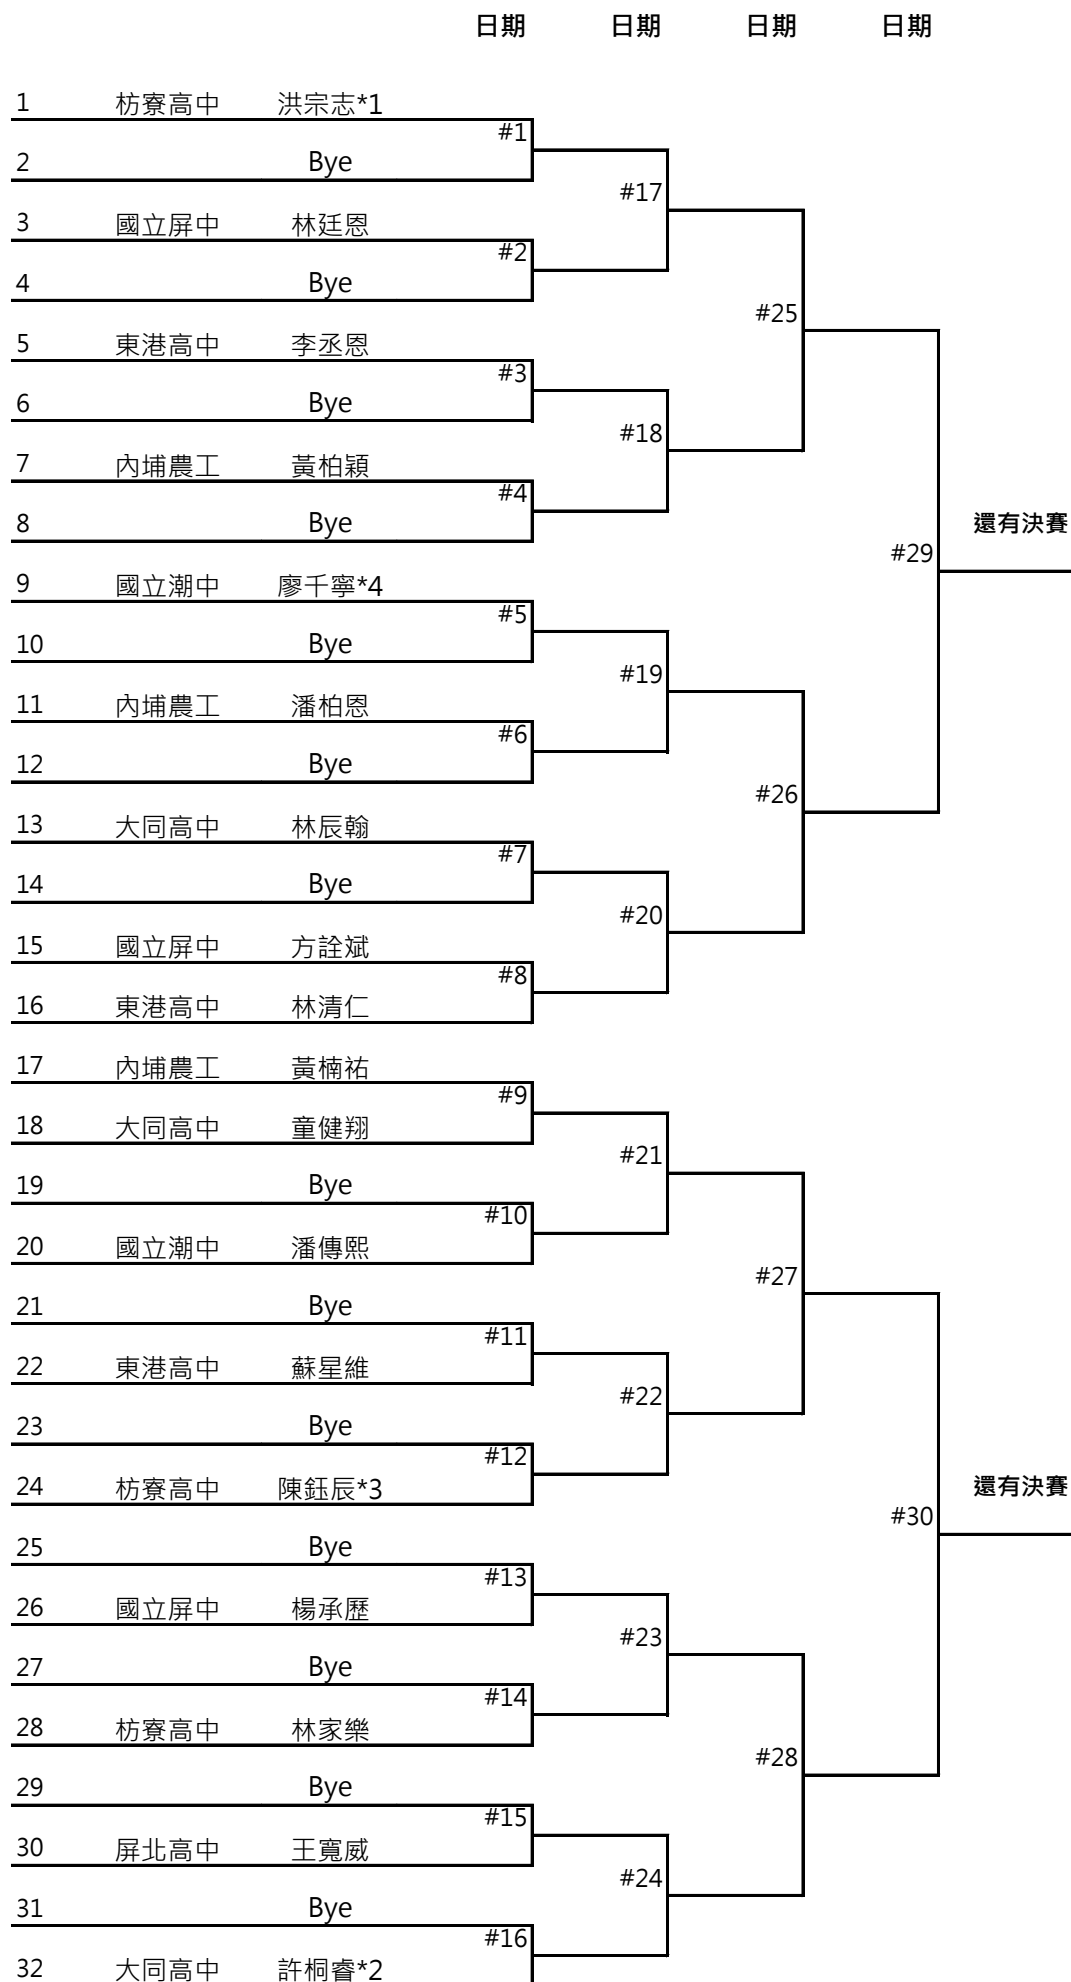 日期 日期 日期 日期
1 枋寮高中 洪宗志*1
#1
2 Bye
#17
3 國立屏中 林廷恩
#2
4 Bye
#25
5 東港高中 李丞恩
#3
6 Bye
#18
7 內埔農工 黃柏穎
#4
8 Bye
還有決賽
#29
9 國立潮中 廖千寧*4
#5
10 Bye
#19
11 內埔農工 潘柏恩
#6
12 Bye
#26
13 大同高中 林辰翰
#7
14 Bye
#20
15 國立屏中 方詮斌
#8
16 東港高中 林清仁
17 內埔農工 黃楠祐
#9
18 大同高中 童健翔
#21
19 Bye
#10
20 國立潮中 潘傳熙
#27
21 Bye
#11
22 東港高中 蘇星維
#22
23 Bye
#12
24 枋寮高中 陳鈺辰*3
還有決賽
#30
25 Bye
#13
26 國立屏中 楊承歷
#23
27 Bye
#14
28 枋寮高中 林家樂
#28
29 Bye
#15
30 屏北高中 王寬威
#24
31 Bye
#16
32 大同高中 許桐睿*2